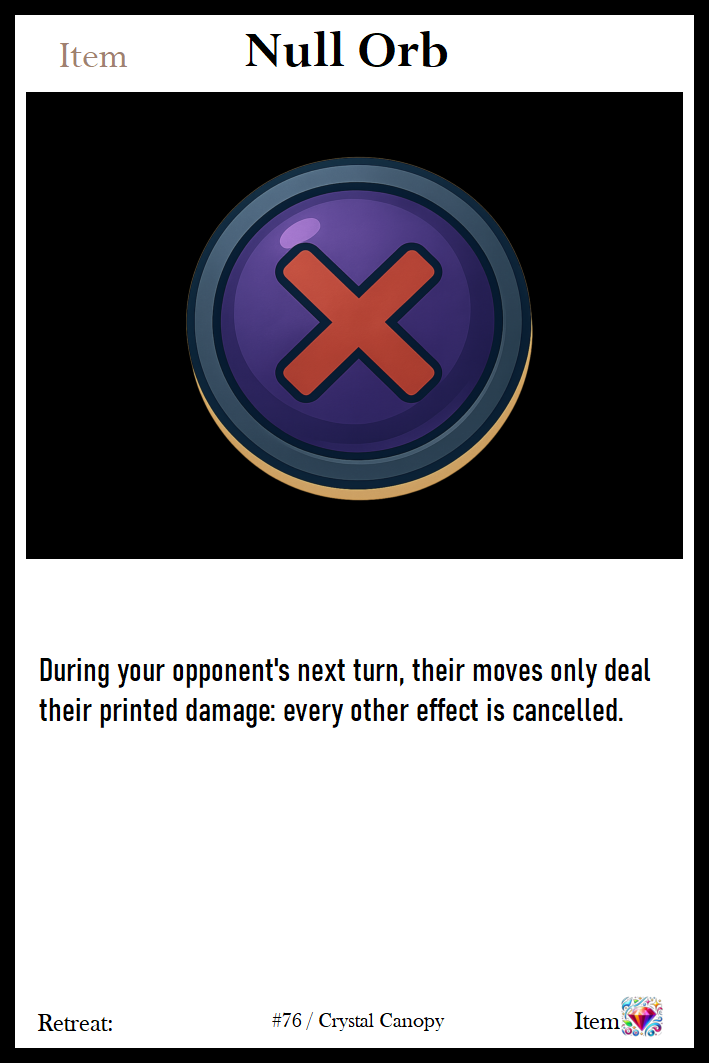 Item
Null Orb
During your opponent's next turn, their moves only deal
their printed damage: every other effect is cancelled.
Retreat:
#76 / Crystal Canopy
Item